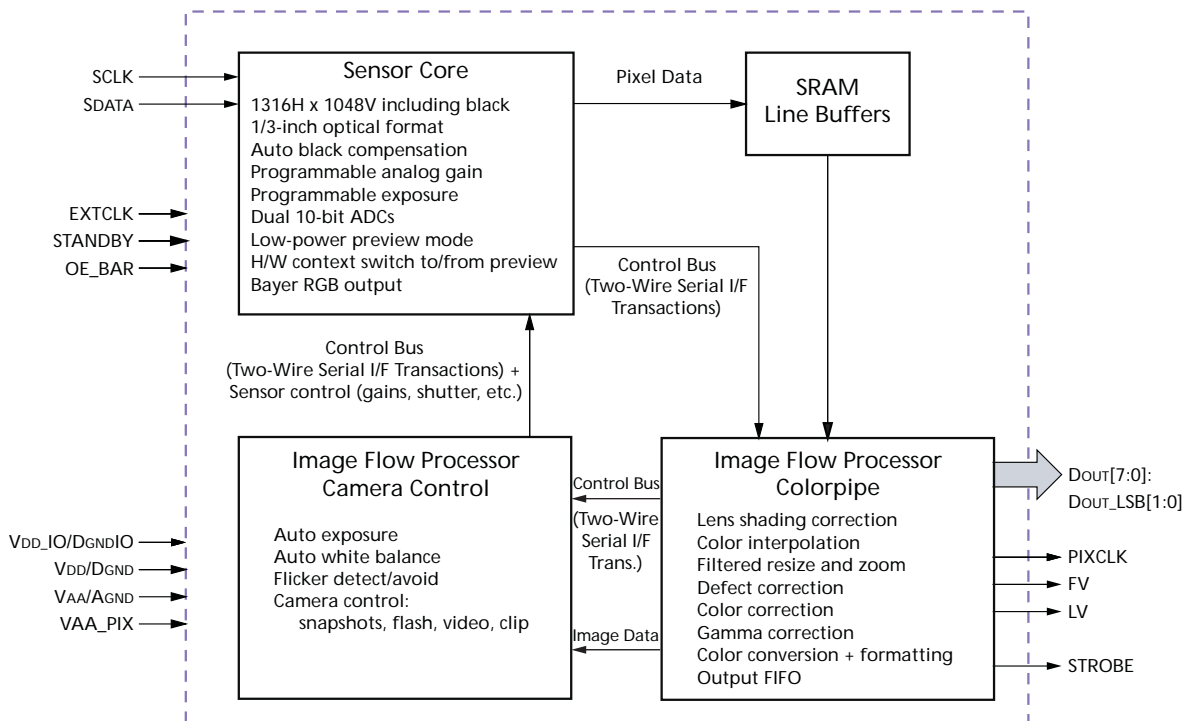 SCLK
SDATA
EXTCLK
STANDBY
OE_BAR
VDD_IO/DGNDIO
VDD/DGND
VAA/AGND
VAA_PIX
Sensor Core
1316H x 1048V including black
1/3-inch optical format
Auto black compensation
Programmable analog gain
Programmable exposure
Dual 10-bit ADCs
Low-power preview mode
H/W context switch to/from preview
Bayer RGB output
Pixel Data
SRAM
Line Buffers
Control Bus
(Two-Wire Serial I/F
Transactions)
Control Bus
(Two-Wire Serial I/F Transactions) +
Sensor control (gains, shutter, etc.)
Image Flow Processor
Camera Control
Auto exposure
Auto white balance
Flicker detect/avoid
Camera control:
snapshots, flash, video, clip
Control Bus
(Two-Wire
Serial I/F
Trans.)
Image Data
Image Flow Processor
Colorpipe
Lens shading correction
Color interpolation
Filtered resize and zoom
Defect correction
Color correction
Gamma correction
Color conversion + formatting
Output FIFO
DOUT[7:0]:
DOUT_LSB[1:0]
PIXCLK
FV
LV
STROBE